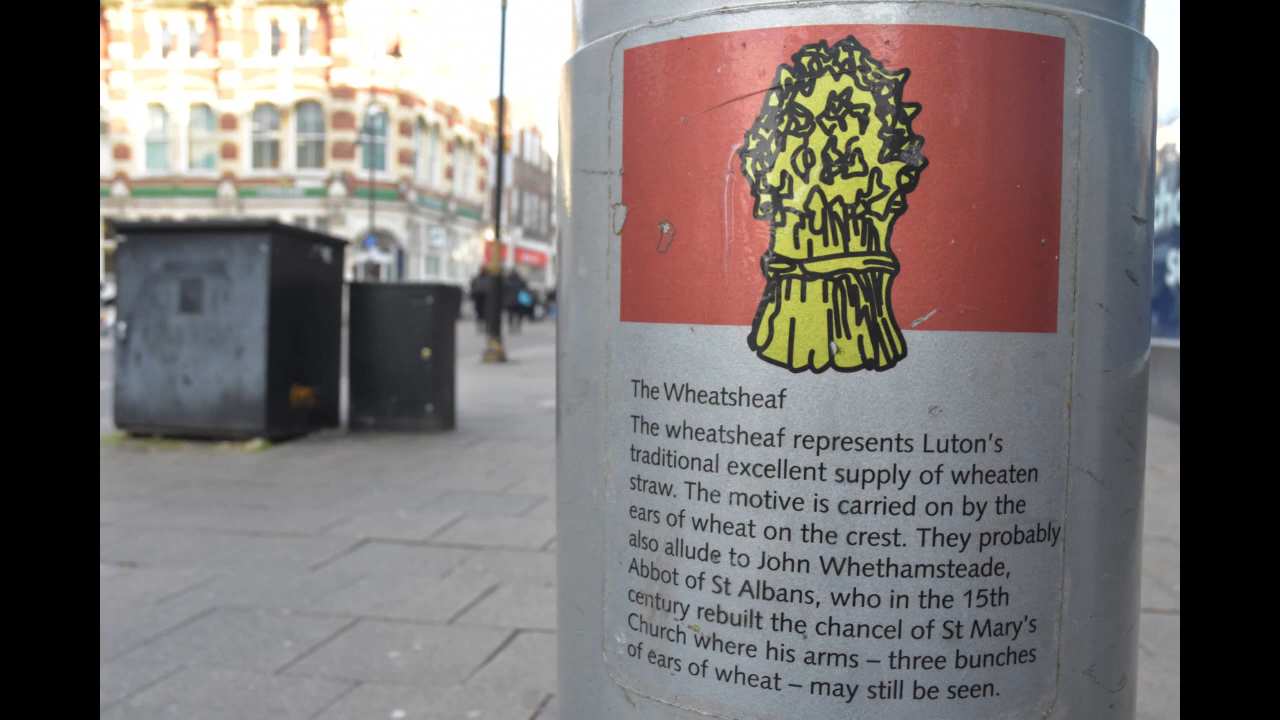 The Wheatsheaf
The wheatsheaf represents Luton's
traditional excellent supply of wheaten
straw. The motive is carried on by the
ears of wheat on the crest. They probably
also allude to John Whethamsteade,
Abbot of St Albans, who in the 15th
century rebuilt the chancel of St Mary's
Church where his arms – three bunches
of ears of wheat – may still be seen.